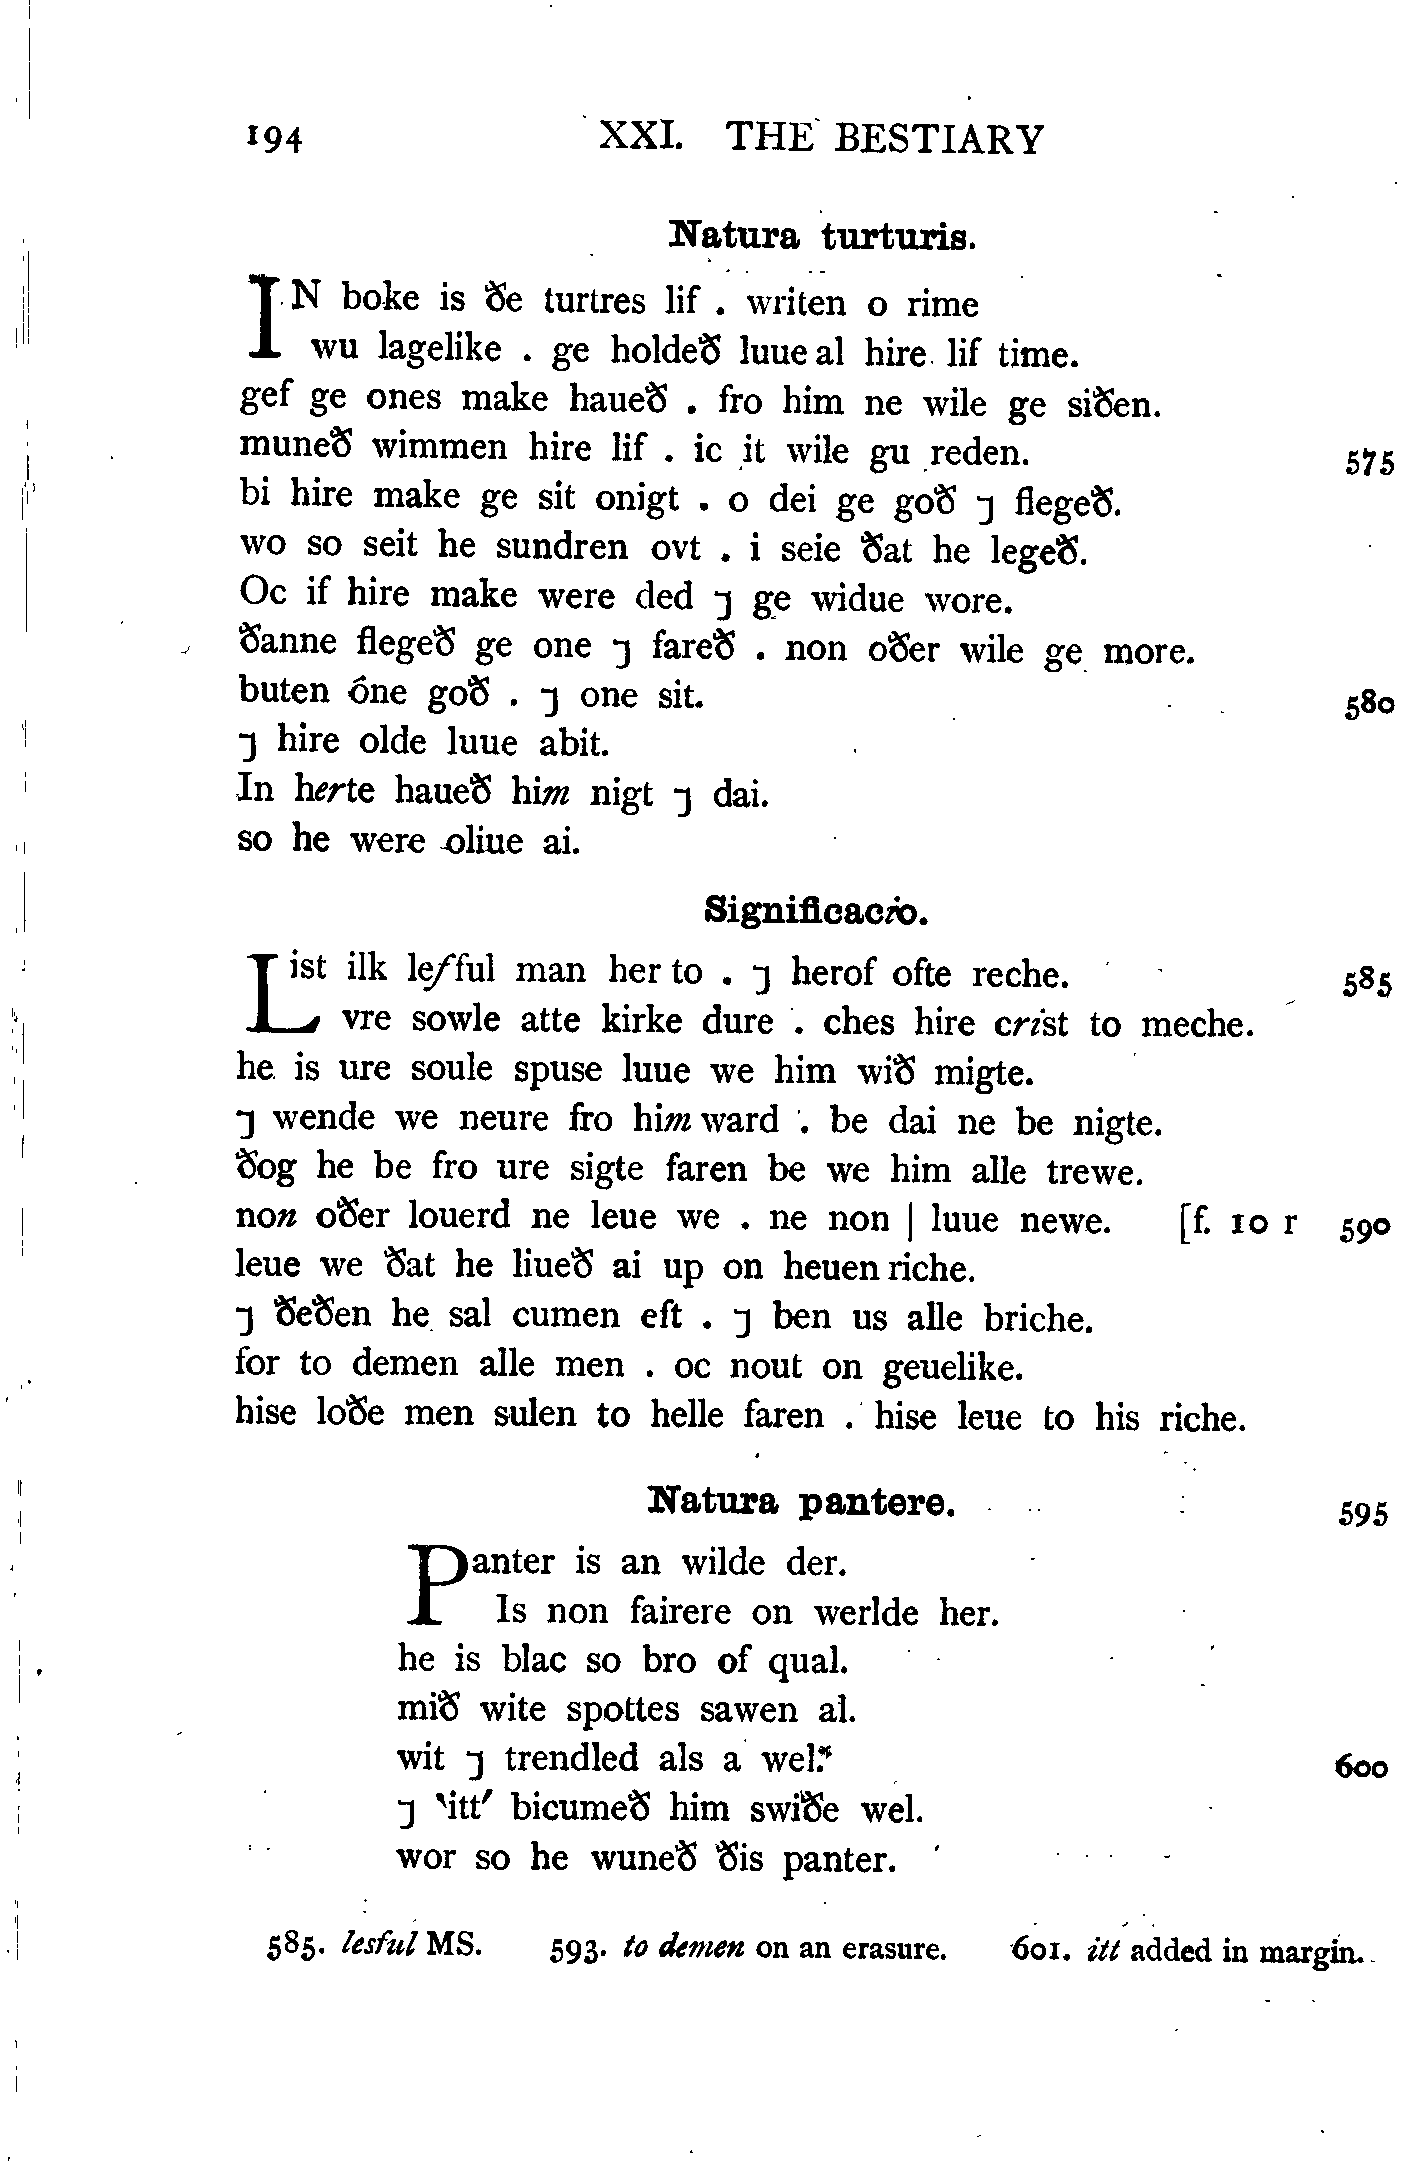 194 XXI. THE BESTIARY
Natura turturis.
IN boke is ðe turtres lif . writen o rime
wu lagelike . ge holdeð luue al hire lif time.
gef ge ones make haueð . fro him ne wile ge siðen.
muneð wimmen hire lif . ic it wile gu reden. 575
bi hire make ge sit onigt . o dei ge goð ⁊ flegeð.
wo so seit he sundren ovt . i seie ðat he legeð.
Oc if hire make were ded ⁊ ge widue wore.
ðanne flegeð ge one ⁊ fareð . non oðer wile ge more.
buten óne goð . ⁊ one sit. 580
⁊ hire olde luue abit.
In herte haueð him nigt ⁊ dai.
so he were oliue ai.
Significacio.
List ilk lefful man her to . ⁊ herof ofte reche. 585
vre sowle atte kirke dure . ches hire crist to meche.
he is ure soule spuse luue we him wið migte.
⁊ wende we neure fro him ward . be dai ne be nigte.
ðog he be fro ure sigte faren be we him alle trewe.
non oðer louerd ne leue we . ne non | luue newe. [f. 10 r 590
leue we ðat he liueð ai up on heuen riche.
⁊ ðeðen he sal cumen eft . ⁊ ben us alle briche.
for to demen alle men . oc nout on geuelike.
hise loðe men sulen to helle faren . hise leue to his riche.
Natura pantere. 595
Panter is an wilde der.
Is non fairere on werlde her.
he is blac so bro of qual.
mið wite spottes sawen al.
wit ⁊ trendled als a wel. 600
⁊ ‵itt′ bicumeð him swiðe wel.
wor so he wuneð ðis panter.
585. lesful MS. 593. to demen on an erasure. 601. itt added in margin.